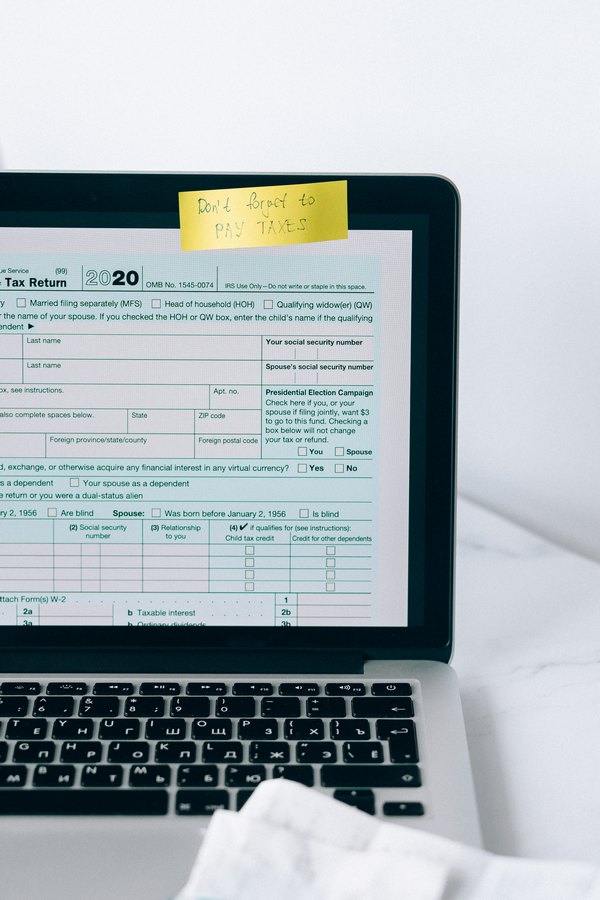 Don't forget to
PAY TAXES
ue Service (99)
Tax Return 2020 OMB No. 1545-0074 IRS Use Only—Do not write or staple in this space.
Married filing separately (MFS) Head of household (HOH) Qualifying widow(er) (QW)
the name of your spouse. If you checked the HOH or QW box, enter the child's name if the qualifying
endent ▶
Last name Your social security number
Last name Spouse's social security number
ox, see instructions. Apt. no. Presidential Election Campaign
Check here if you, or your
spouse if filing jointly, want $3
also complete spaces below. State ZIP code to go to this fund. Checking a
box below will not change
Foreign province/state/county Foreign postal code your tax or refund.
You Spouse
d, exchange, or otherwise acquire any financial interest in any virtual currency? Yes No
s a dependent Your spouse as a dependent
e return or you were a dual-status alien
ry 2, 1956 Are blind Spouse: Was born before January 2, 1956 Is blind
(2) Social security (3) Relationship (4) ✔ if qualifies for (see instructions):
number to you Child tax credit Credit for other dependents
ttach Form(s) W-2 1
2a b Taxable interest 2b
3a b Ordinary dividends 3b